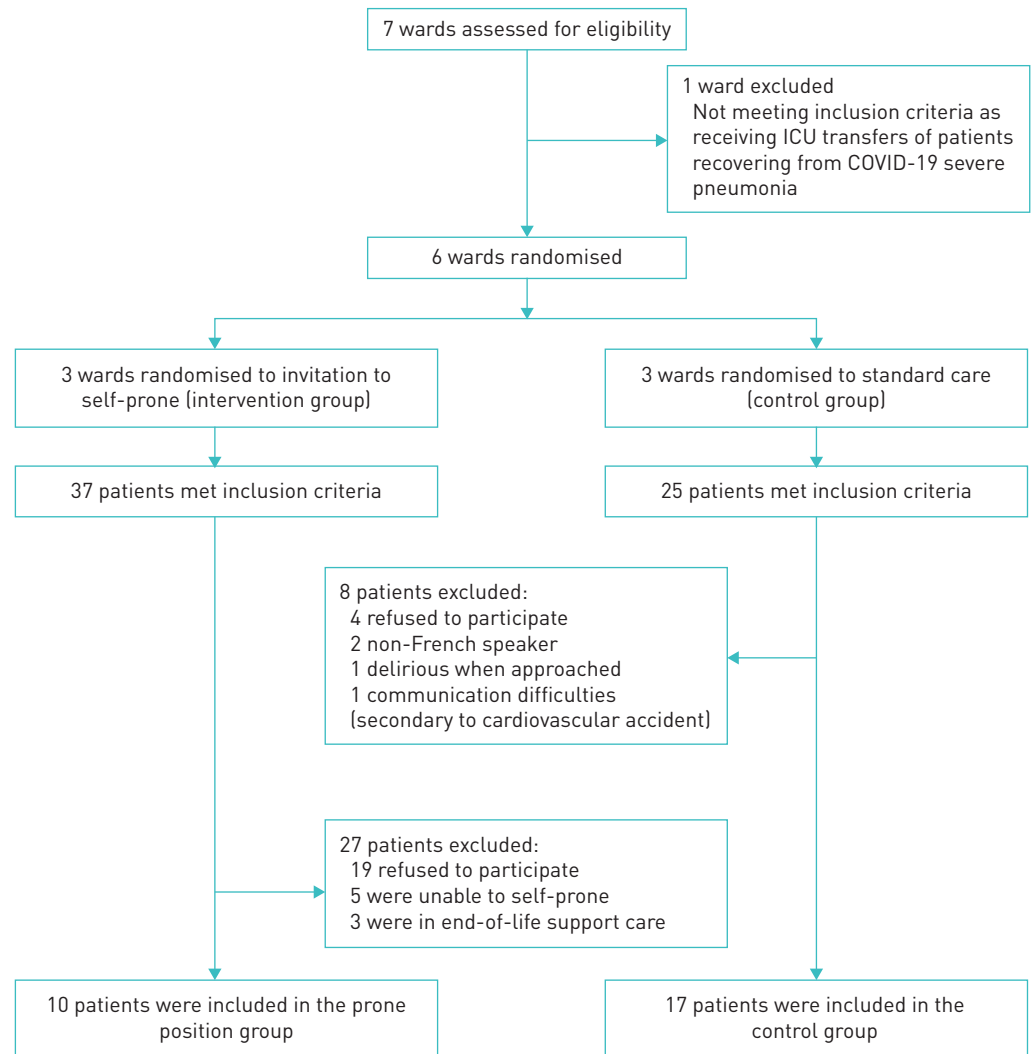 7 wards assessed for eligibility
1 ward excluded
Not meeting inclusion criteria as
receiving ICU transfers of patients
recovering from COVID-19 severe
pneumonia
6 wards randomised
3 wards randomised to invitation to
self-prone (intervention group)
3 wards randomised to standard care
(control group)
37 patients met inclusion criteria
25 patients met inclusion criteria
8 patients excluded:
4 refused to participate
2 non-French speaker
1 delirious when approached
1 communication difficulties
(secondary to cardiovascular accident)
27 patients excluded:
19 refused to participate
5 were unable to self-prone
3 were in end-of-life support care
10 patients were included in the prone
position group
17 patients were included in the
control group